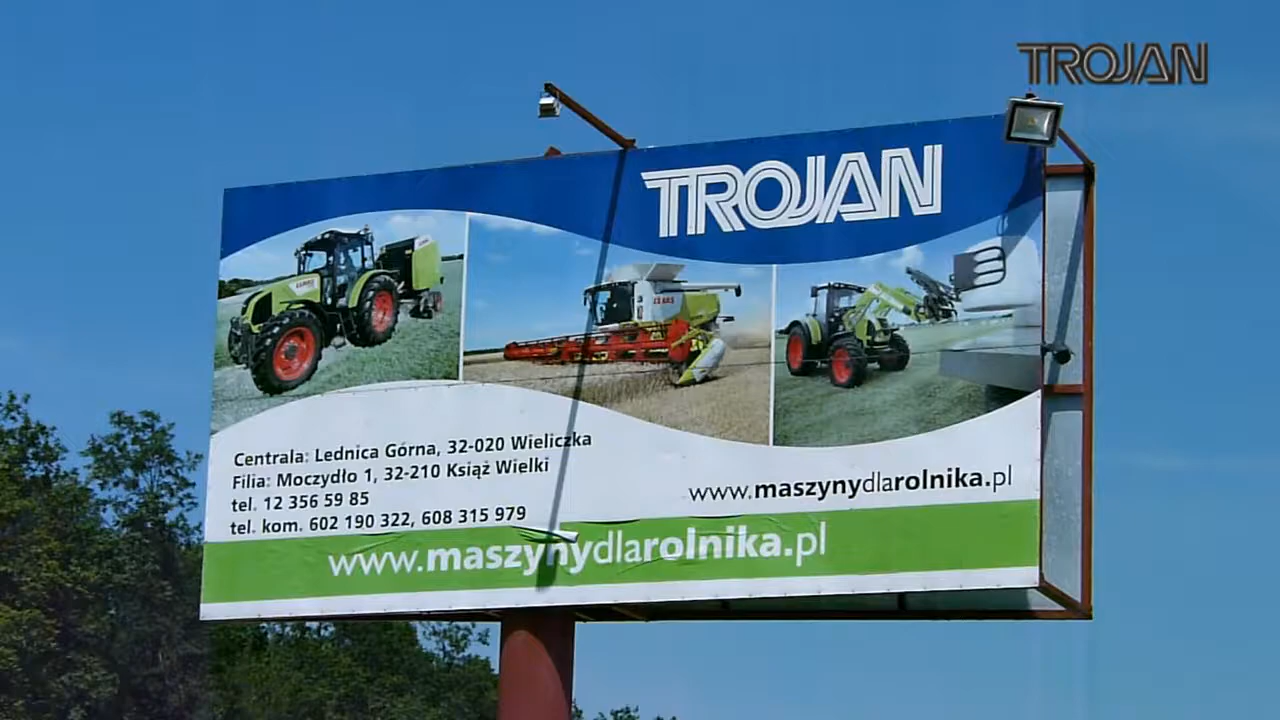 TROJAN
TROJAN
CLAAS
Centrala: Lednica Górna, 32-020 Wieliczka
Filia: Moczydło 1, 32-210 Książ Wielki
tel. 12 356 59 85
tel. kom. 602 190 322, 608 315 979
www.maszynydlarolnika.pl
www.maszynydlarolnika.pl